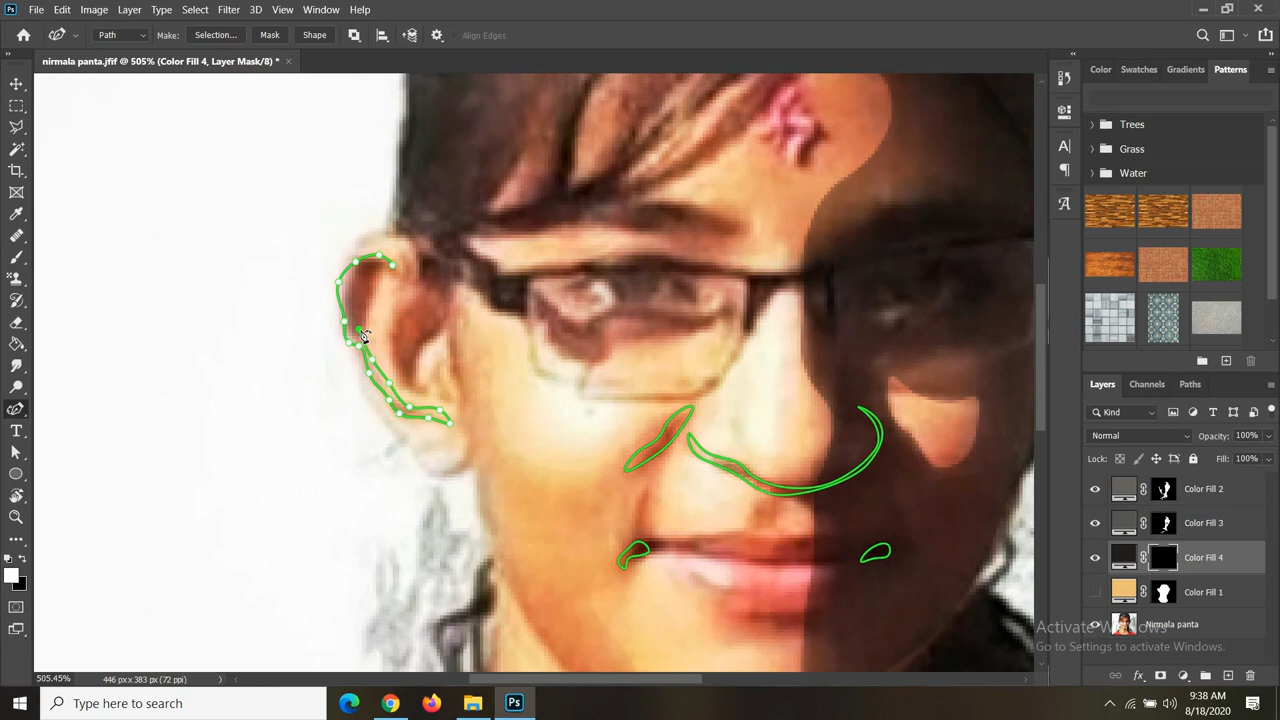 Ps File Edit Image Layer Type Select Filter 3D View Window Help
Path Make: Selection... Mask Shape Align Edges
nirmala panta.jfif @ 505% (Color Fill 4, Layer Mask/8) *
Color Swatches Gradients Patterns
Trees
Grass
Water
Layers Channels Paths
Kind
Normal Opacity: 100%
Lock: Fill: 100%
Color Fill 2
Color Fill 3
Color Fill 4
Color Fill 1
Nirmala panta
Activate Windows
Go to Settings to activate Windows.
505.45% 446 px x 383 px (72 ppi)
Type here to search
Ps
9:38 AM
8/18/2020